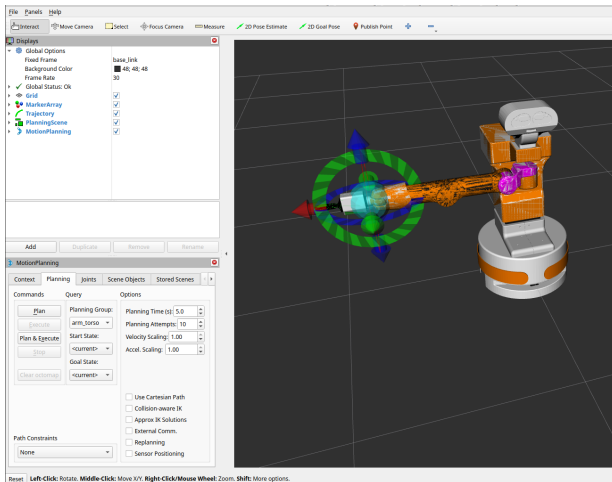 File Panels Help
Interact Move Camera Select Focus Camera Measure 2D Pose Estimate 2D Goal Pose Publish Point
Displays
Global Options
Fixed Frame base_link
Background Color 48; 48; 48
Frame Rate 30
Global Status: Ok
Grid
MarkerArray
Trajectory
PlanningScene
MotionPlanning
Add Duplicate Remove Rename
MotionPlanning
Context Planning Joints Scene Objects Stored Scenes
Commands Query Options
Plan Planning Group: Planning Time (s): 5.0
Execute arm_torso Planning Attempts: 10
Plan & Execute Start State: Velocity Scaling: 1.00
Stop <current> Accel. Scaling: 1.00
Goal State:
Clear octomap <current>
Use Cartesian Path
Collision-aware IK
Approx IK Solutions
External Comm.
Path Constraints Replanning
None Sensor Positioning
Reset Left-Click: Rotate. Middle-Click: Move X/Y. Right-Click/Mouse Wheel: Zoom. Shift: More options.